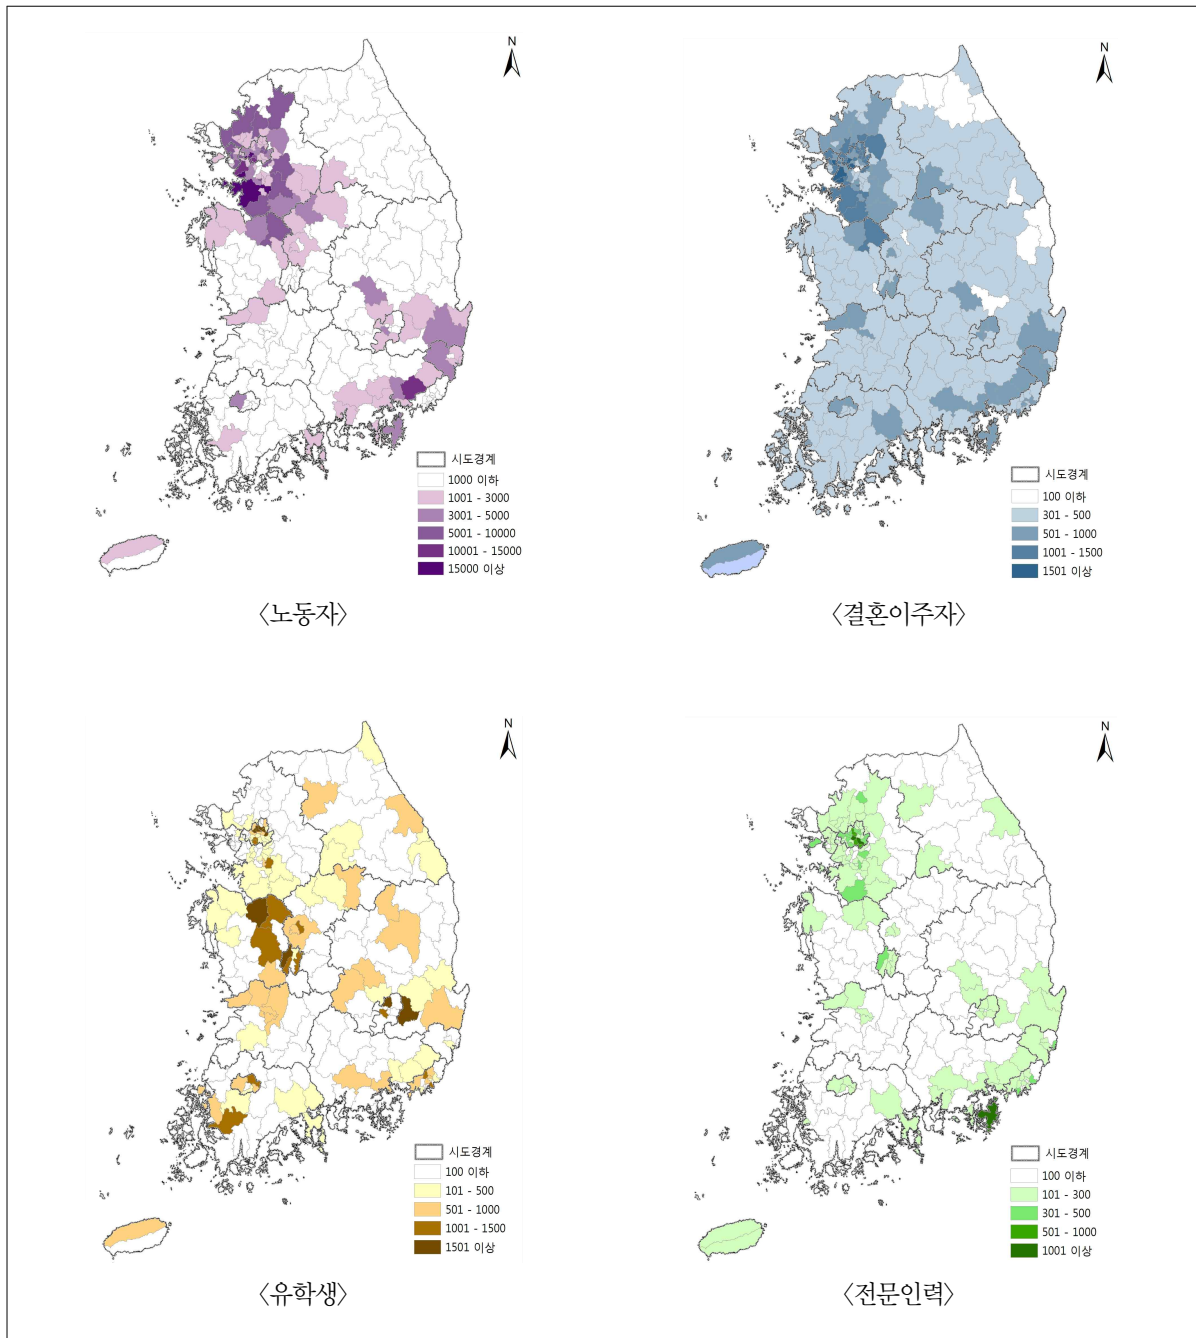 N
시도경계
1000 이하
1001 - 3000
3001 - 5000
5001 - 10000
10001 - 15000
15000 이상
〈노동자〉
N
시도경계
100 이하
301 - 500
501 - 1000
1001 - 1500
1501 이상
〈결혼이주자〉
N
시도경계
100 이하
101 - 500
501 - 1000
1001 - 1500
1501 이상
〈유학생〉
N
시도경계
100 이하
101 - 300
301 - 500
501 - 1000
1001 이상
〈전문인력〉